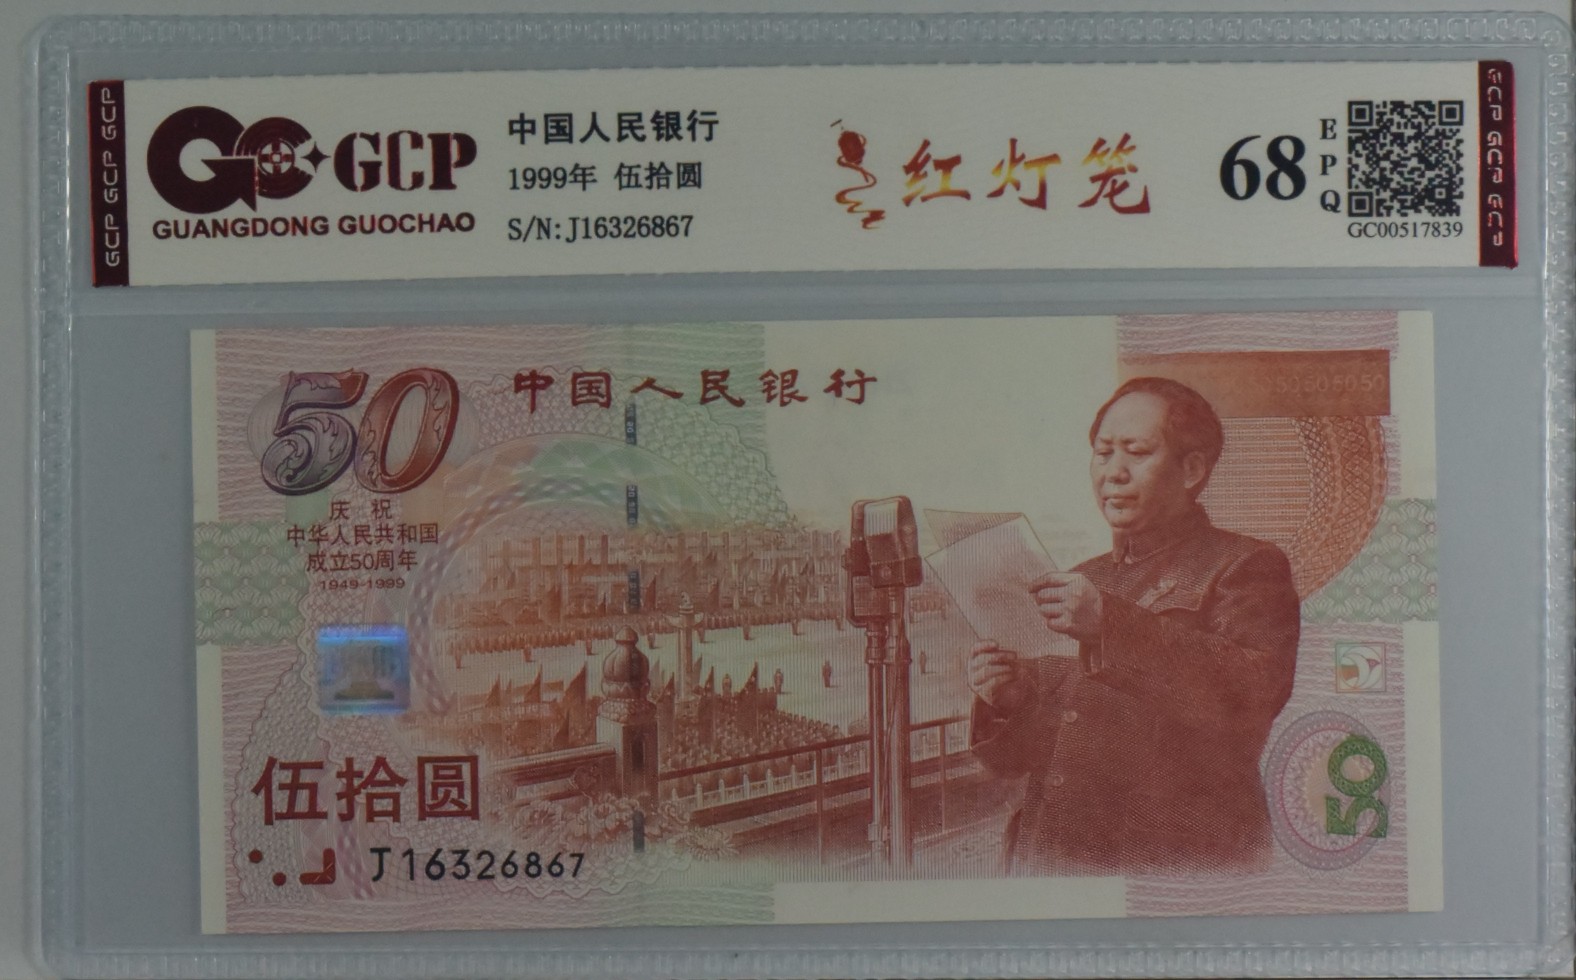 GCP
GUANGDONG GUOCHAO
中国人民银行
1999年 伍拾圆
S/N:J16326867
红灯笼
68
EPQ
GC00517839
GCP GCP GCP
GCP GCP GCP
50
中国人民银行
庆祝
中华人民共和国
成立50周年
1949-1999
伍拾圆
J16326867
50